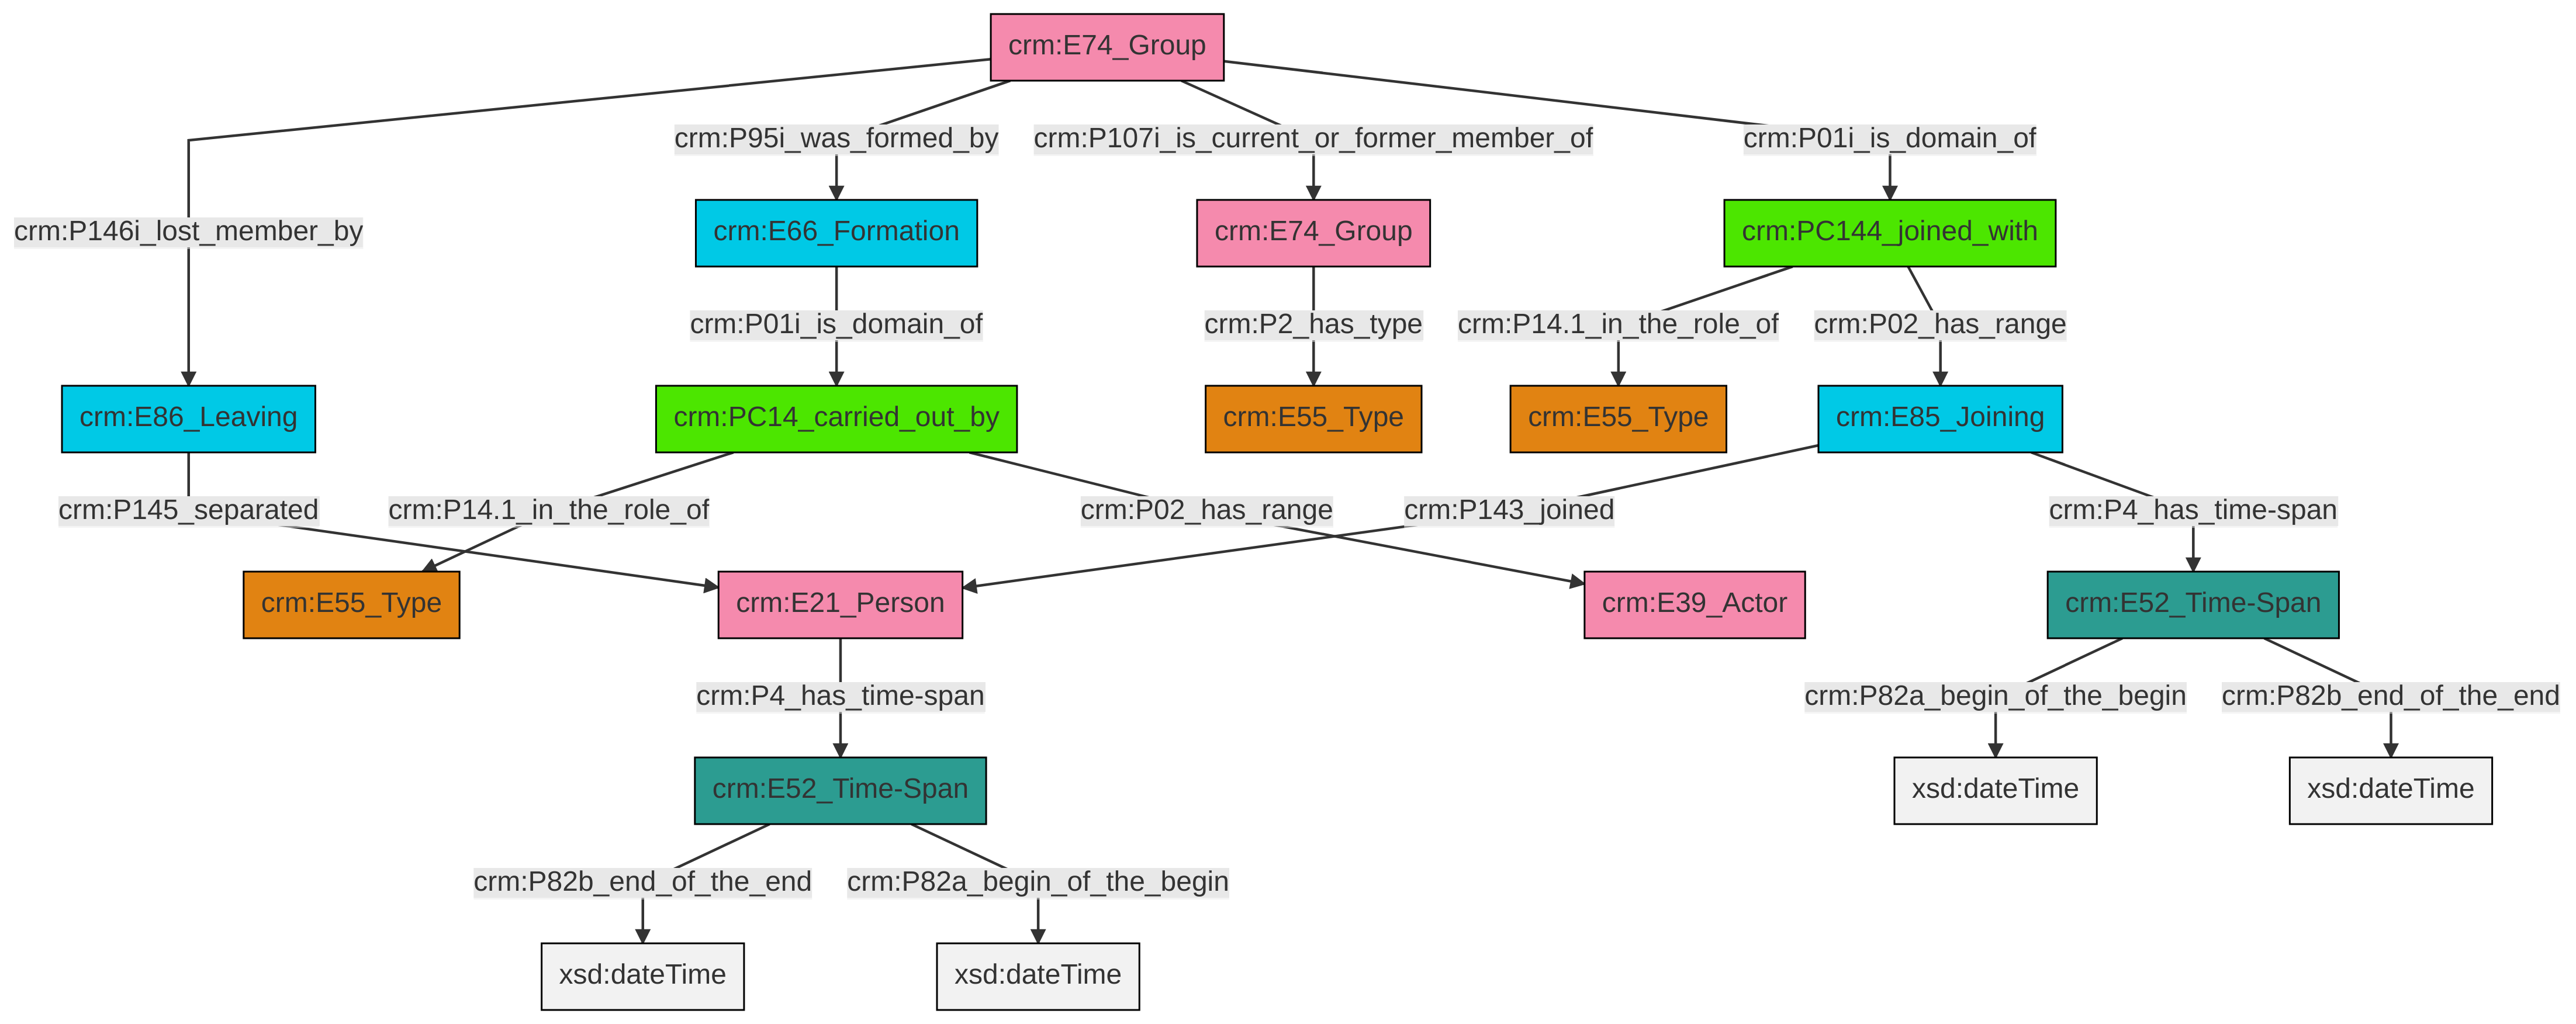 crm:E74_Group
crm:P95i_was_formed_by
crm:P107i_is_current_or_former_member_of
crm:P01i_is_domain_of
crm:P146i_lost_member_by
crm:E66_Formation
crm:E74_Group
crm:PC144_joined_with
crm:P01i_is_domain_of
crm:P2_has_type
crm:P14.1_in_the_role_of
crm:P02_has_range
crm:E86_Leaving
crm:PC14_carried_out_by
crm:E55_Type
crm:E55_Type
crm:E85_Joining
crm:P145_separated
crm:P14.1_in_the_role_of
crm:P02_has_range
crm:P143_joined
crm:P4_has_time-span
crm:E55_Type
crm:E21_Person
crm:E39_Actor
crm:E52_Time-Span
crm:P4_has_time-span
crm:P82a_begin_of_the_begin
crm:P82b_end_of_the_end
crm:E52_Time-Span
xsd:dateTime
xsd:dateTime
crm:P82b_end_of_the_end
crm:P82a_begin_of_the_begin
xsd:dateTime
xsd:dateTime